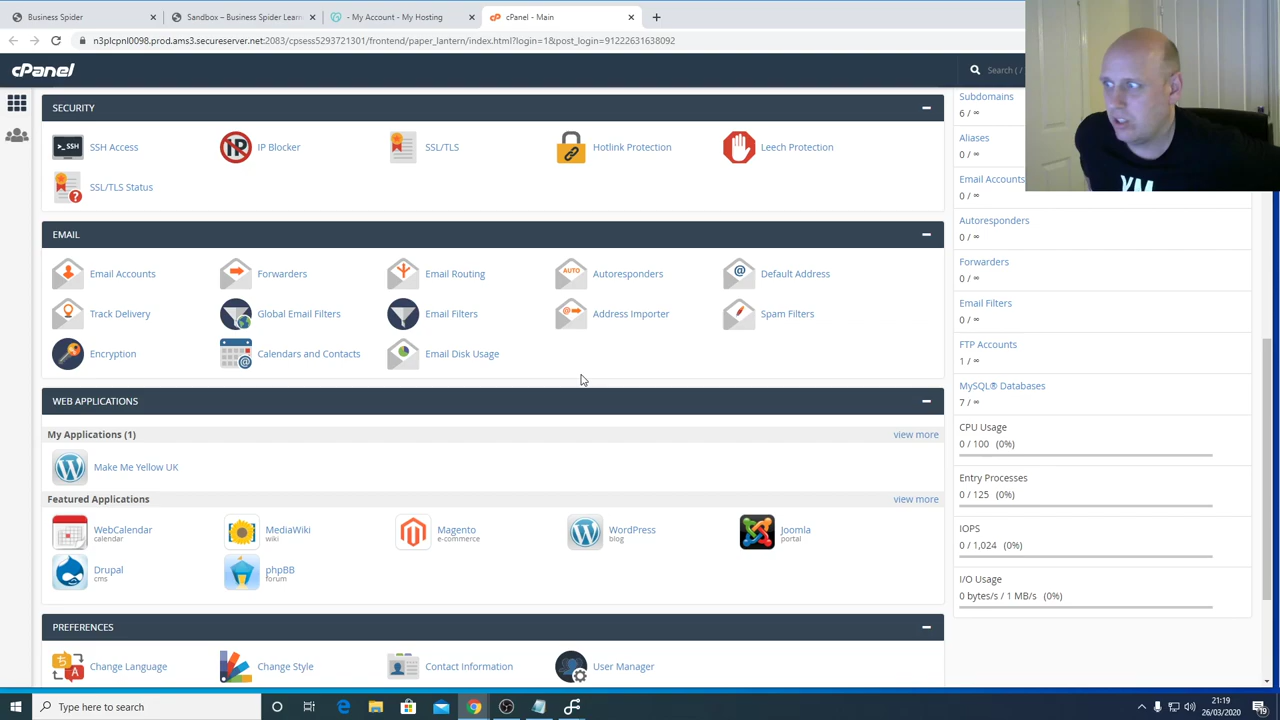 Business Spider
Sandbox – Business Spider Learn
- My Account - My Hosting
cPanel - Main
n3plcpnl0098.prod.ams3.secureserver.net:2083/cpsess5293721301/frontend/paper_lantern/index.html?login=1&post_login=91222631638092
cPanel
Search ( /
SECURITY
SSH
SSH Access
IP
IP Blocker
SSL/TLS
Hotlink Protection
Leech Protection
SSL/TLS Status
EMAIL
Email Accounts
Forwarders
Email Routing
AUTO
Autoresponders
Default Address
Track Delivery
Global Email Filters
Email Filters
Address Importer
Spam Filters
Encryption
Calendars and Contacts
Email Disk Usage
WEB APPLICATIONS
My Applications (1)
view more
Make Me Yellow UK
Featured Applications
view more
WebCalendar
calendar
MediaWiki
wiki
Magento
e-commerce
WordPress
blog
Joomla
portal
Drupal
cms
phpBB
forum
PREFERENCES
Change Language
Change Style
Contact Information
User Manager
Subdomains
6 / ∞
Aliases
0 / ∞
Email Accounts
0 / ∞
Autoresponders
0 / ∞
Forwarders
0 / ∞
Email Filters
0 / ∞
FTP Accounts
1 / ∞
MySQL® Databases
7 / ∞
CPU Usage
0 / 100 (0%)
Entry Processes
0 / 125 (0%)
IOPS
0 / 1,024 (0%)
I/O Usage
0 bytes/s / 1 MB/s (0%)
YM
Type here to search
21:19
26/03/2020
19